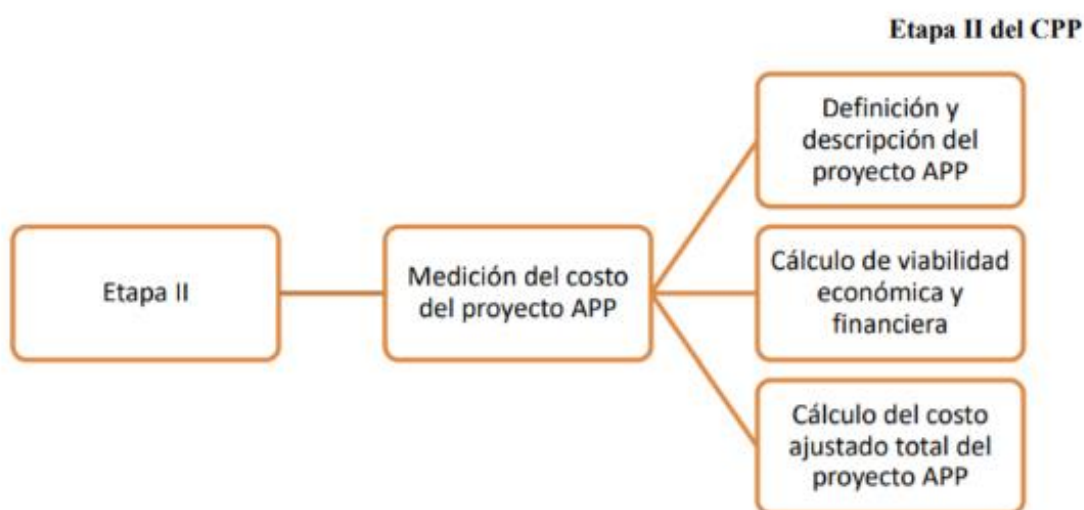 Etapa II del CPP
Etapa II
Medición del costo
del proyecto APP
Definición y
descripción del
proyecto APP
Cálculo de viabilidad
económica y
financiera
Cálculo del costo
ajustado total del
proyecto APP